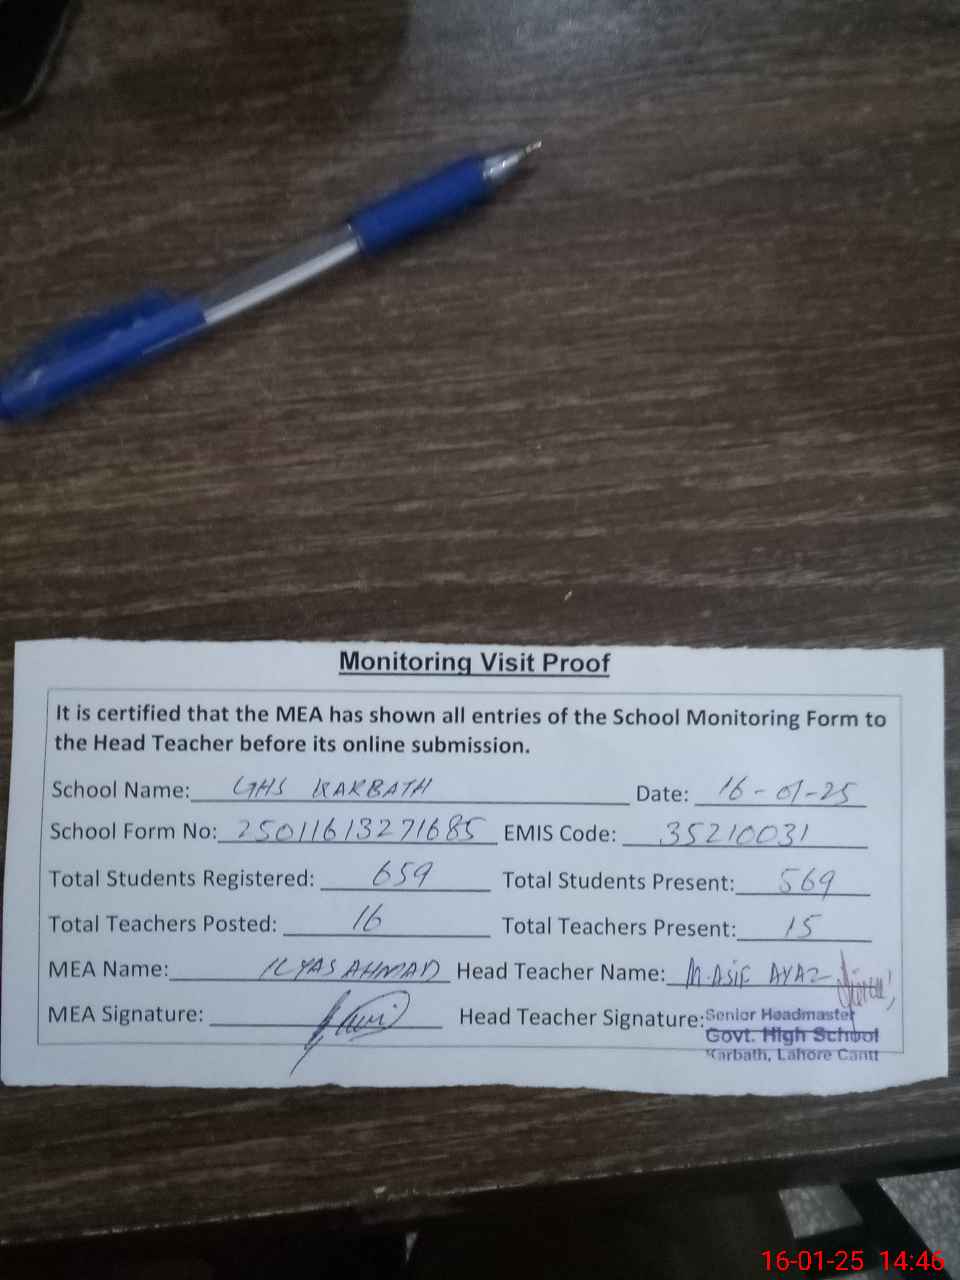 Monitoring Visit Proof
It is certified that the MEA has shown all entries of the School Monitoring Form to
the Head Teacher before its online submission.
School Name: GHS KARBATH Date: 16-01-25
School Form No: 25011613271685 EMIS Code: 35210031
Total Students Registered: 659 Total Students Present: 569
Total Teachers Posted: 16 Total Teachers Present: 15
MEA Name: ILYAS AHMAD Head Teacher Name: M. ASIF AYAZ
MEA Signature: Head Teacher Signature: Senior Headmaster
Govt. High School
Karbath, Lahore Cantt
16-01-25 14:46